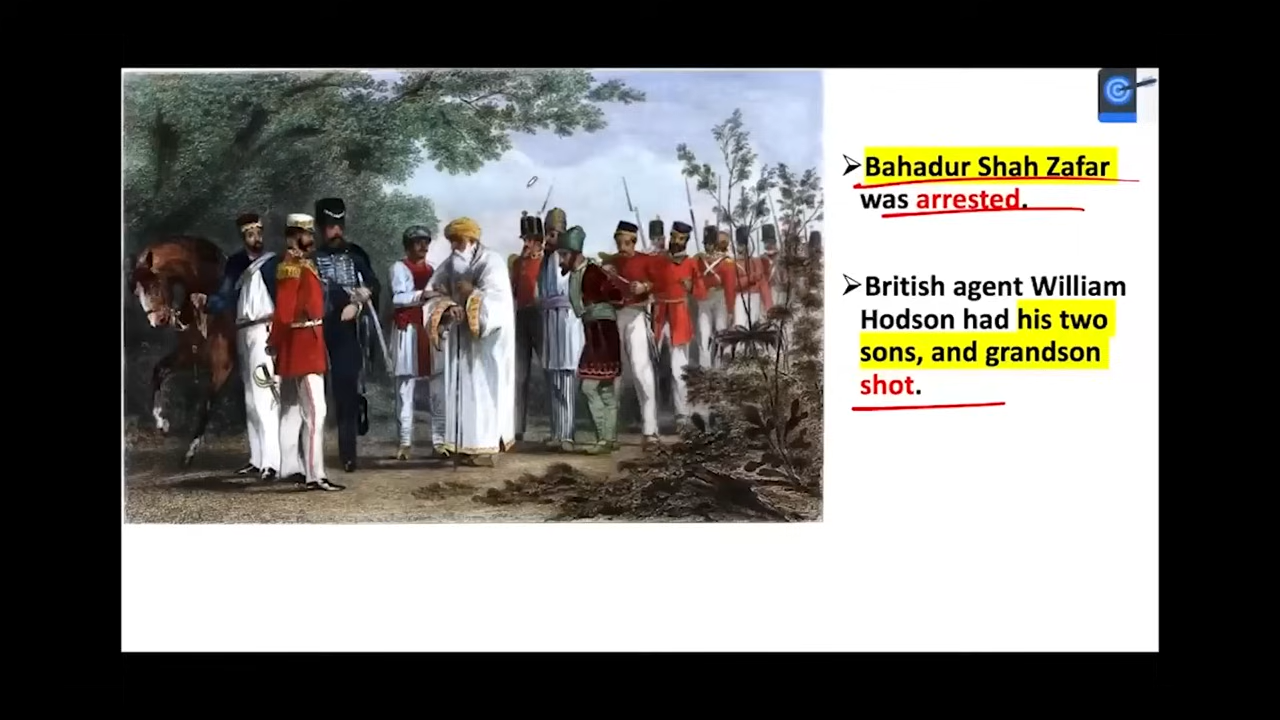 ➢Bahadur Shah Zafar
was arrested.
➢British agent William
Hodson had his two
sons, and grandson
shot.